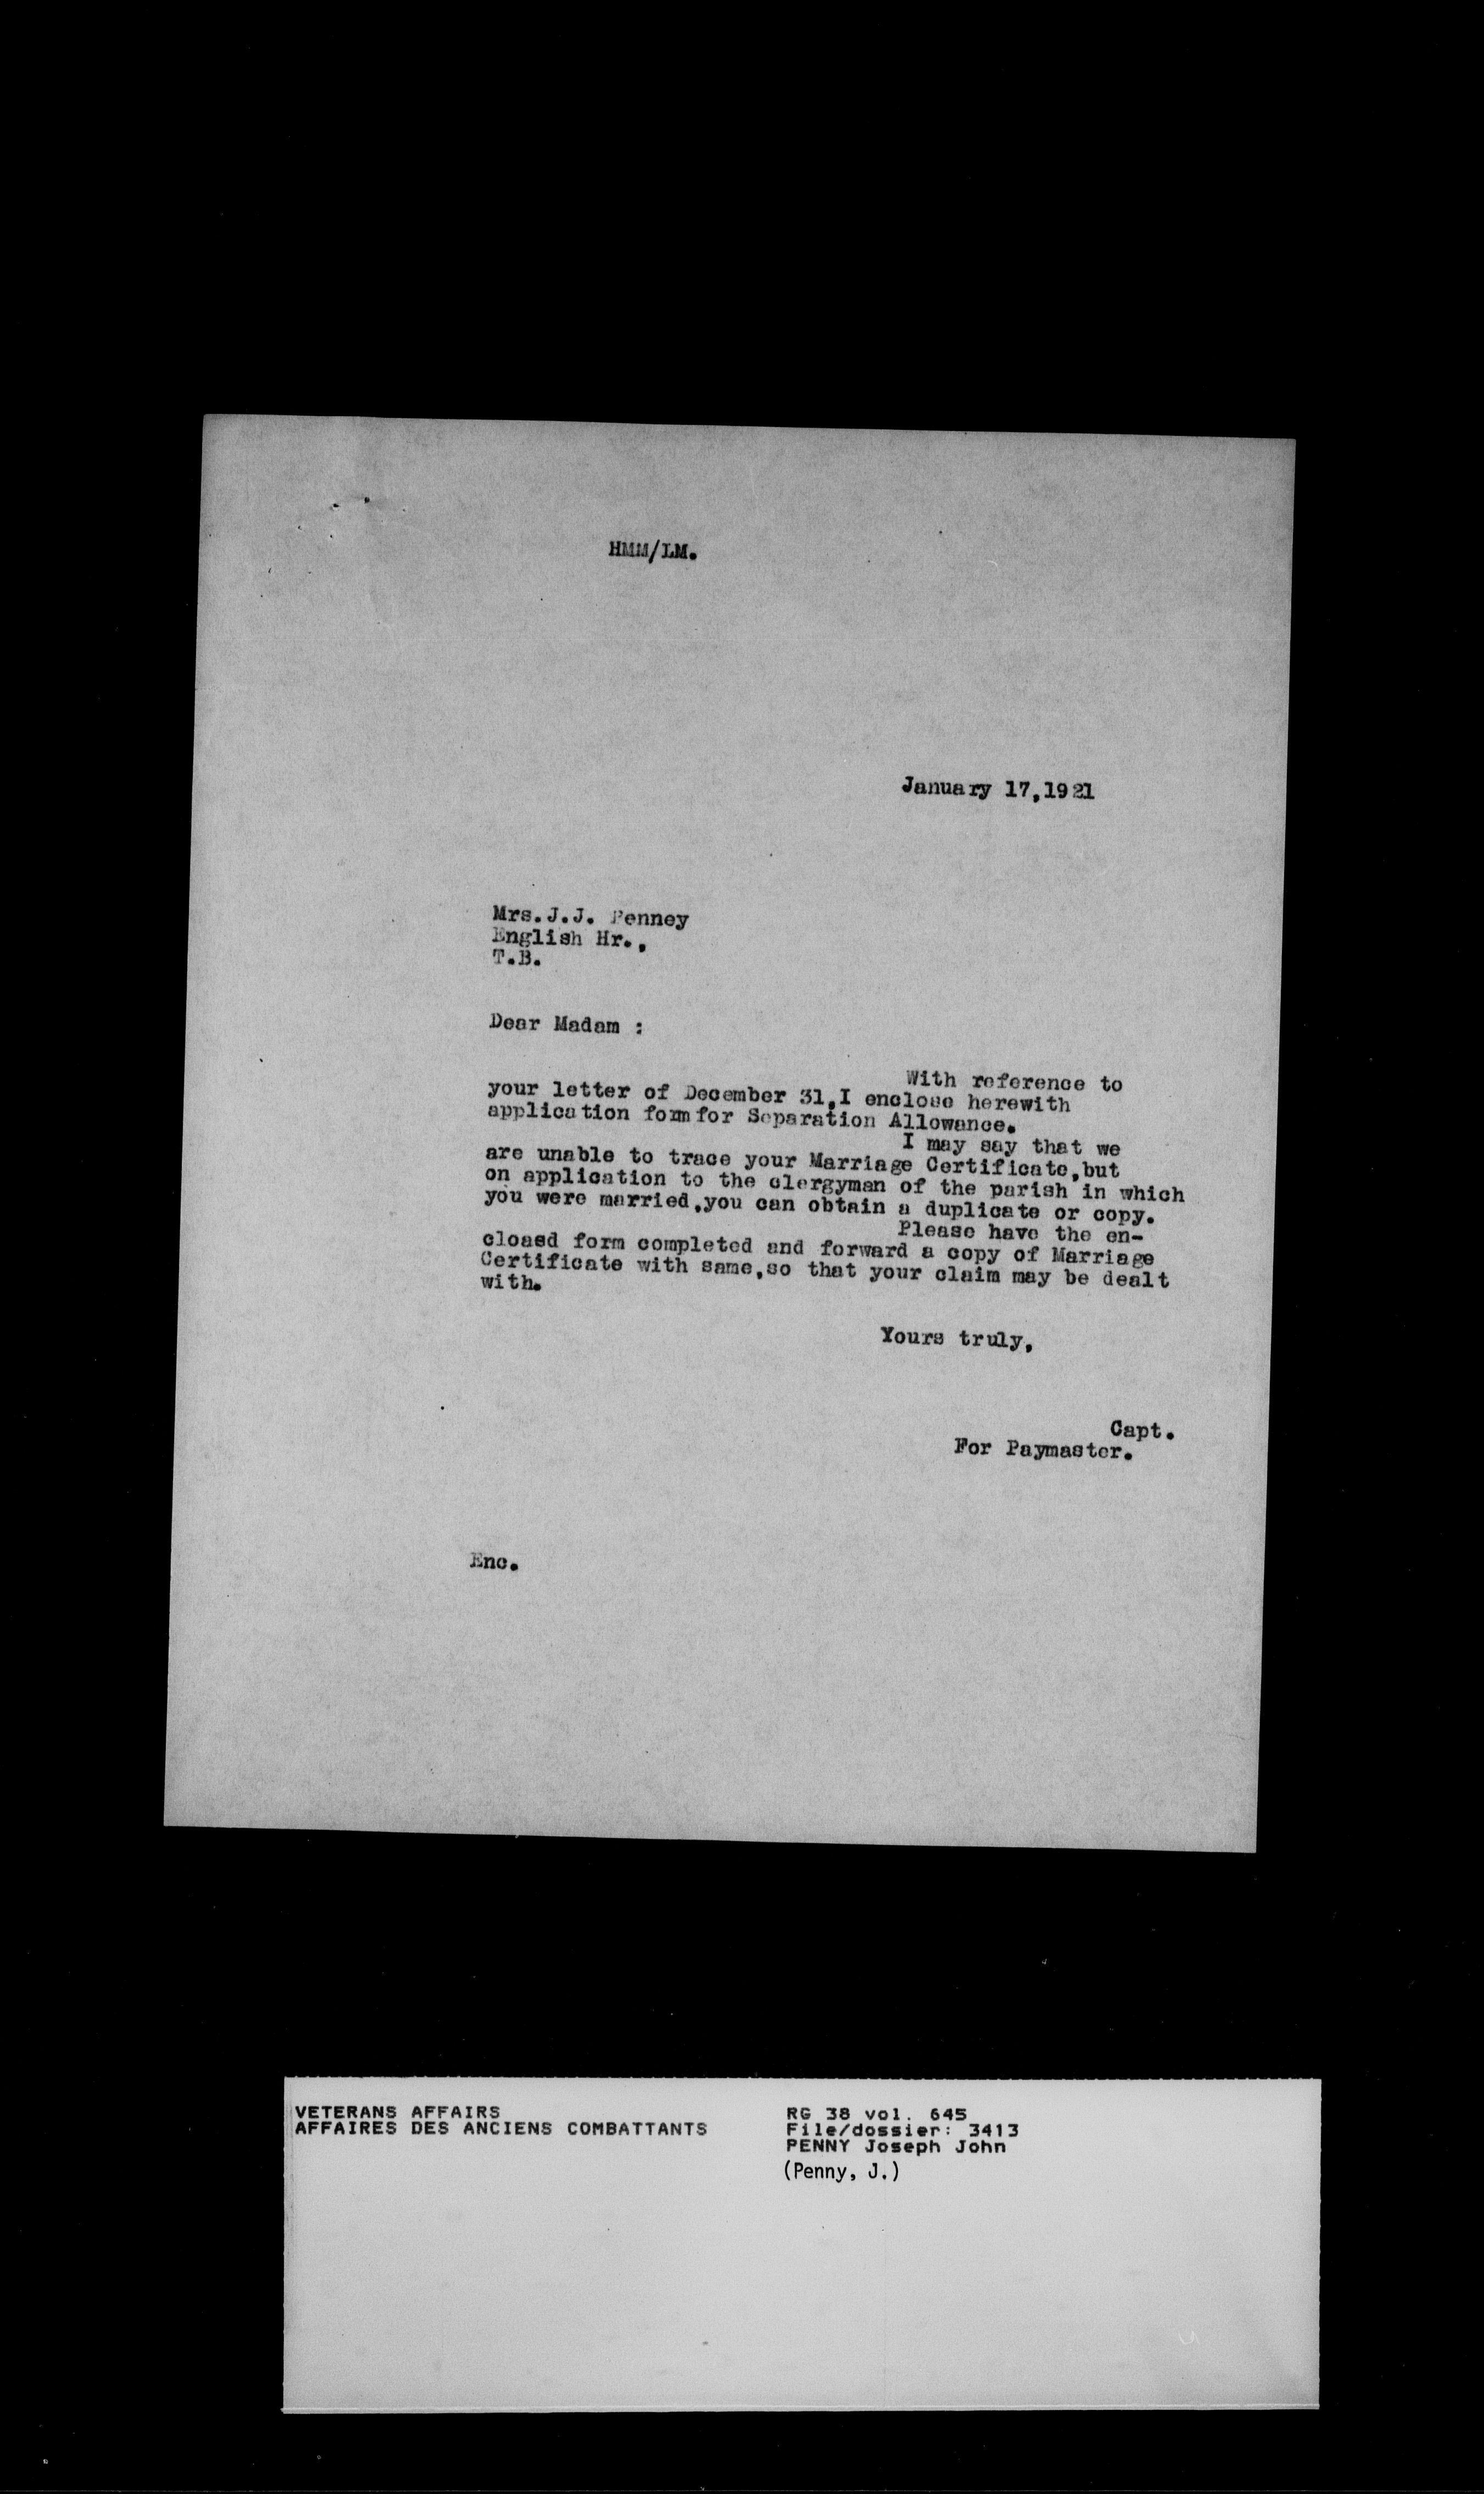 HMM/LM.
January 17,1921
Mrs.J.J. Penney
English Hr.,
T.B.
Dear Madam :
With reference to
your letter of December 31,I enclose herewith
application form for Separation Allowance.
I may say that we
are unable to trace your Marriage Certificate,but
on application to the clergyman of the parish in which
you were married,you can obtain a duplicate or copy.
Please have the en-
closed form completed and forward a copy of Marriage
Certificate with same,so that your claim may be dealt
with.
Yours truly,
Capt.
For Paymaster.
Enc.
VETERANS AFFAIRS
AFFAIRES DES ANCIENS COMBATTANTS
RG 38 vol. 645
File/dossier: 3413
PENNY Joseph John
(Penny, J.)